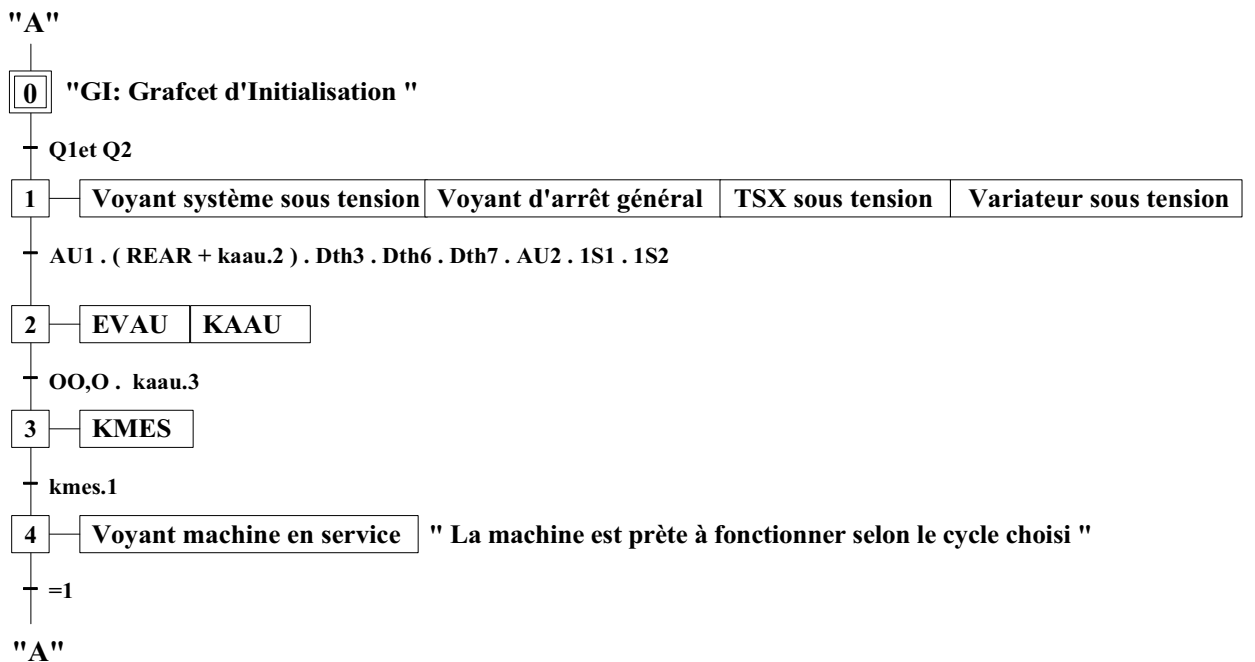 "A"
0 "GI: Grafcet d'Initialisation "
Q1et Q2
1 Voyant système sous tension Voyant d'arrêt général TSX sous tension Variateur sous tension
AU1 . ( REAR + kaau.2 ) . Dth3 . Dth6 . Dth7 . AU2 . 1S1 . 1S2
2 EVAU KAAU
OO,O . kaau.3
3 KMES
kmes.1
4 Voyant machine en service " La machine est prète à fonctionner selon le cycle choisi "
=1
"A"